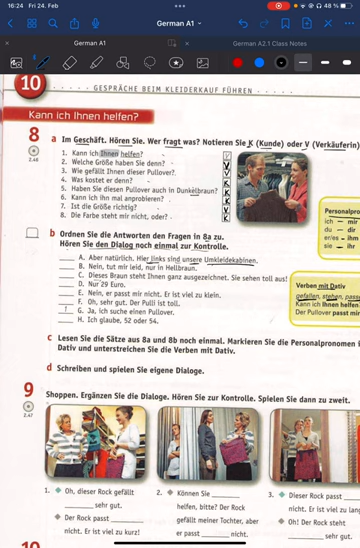 16:24 Fri 24. Feb
48 %
German A1
German A1
German A2.1 Class Notes
10
GESPRÄCHE BEIM KLEIDERKAUF FÜHREN
Kann ich Ihnen helfen?
8 a Im Geschäft. Hören Sie. Wer fragt was? Notieren Sie K (Kunde) oder V (Verkäuferin)
2.46
1. Kann ich Ihnen helfen? V
2. Welche Größe haben Sie denn? V
3. Wie gefällt Ihnen dieser Pullover? V
4. Was kostet er denn? K
5. Haben Sie diesen Pullover auch in Dunkelbraun? K
6. Kann ich ihn mal anprobieren? K
7. Ist die Größe richtig? V
8. Die Farbe steht mir nicht, oder? K
Personalpro
ich – mir
du – dir
er/es – ihm
sie – ihr
b Ordnen Sie die Antworten den Fragen in 8a zu.
Hören Sie den Dialog noch einmal zur Kontrolle.
A. Aber natürlich. Hier links sind unsere Umkleidekabinen.
B. Nein, tut mir leid, nur in Hellbraun.
C. Dieses Braun steht Ihnen ganz ausgezeichnet. Sie sehen toll aus!
D. Nur 29 Euro.
E. Nein, er passt mir nicht. Er ist viel zu klein.
F. Oh, sehr gut. Der Pulli ist toll.
1 G. Ja, ich suche einen Pullover.
H. Ich glaube, 52 oder 54.
Verben mit Dativ
gefallen, stehen, pass
Kann ich Ihnen helfen
Der Pullover passt mir
c Lesen Sie die Sätze aus 8a und 8b noch einmal. Markieren Sie die Personalpronomen i
Dativ und unterstreichen Sie die Verben mit Dativ.
d Schreiben und spielen Sie eigene Dialoge.
9 Shoppen. Ergänzen Sie die Dialoge. Hören Sie zur Kontrolle. Spielen Sie dann zu zweit.
2.47
1. Oh, dieser Rock gefällt
sehr gut.
Der Rock passt
nicht. Er ist viel zu kurz!
2. Können Sie
helfen, bitte? Der Rock
gefällt meiner Tochter, aber
er passt nicht.
3. Dieser Rock passt
nicht. Er ist viel zu lang
Oh! Der Rock steht
sehr gut.